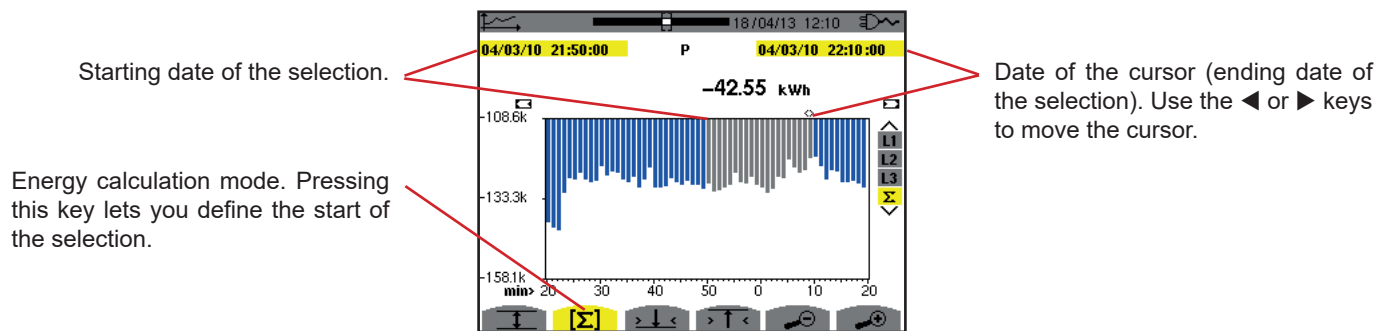 18/04/13 12:10
04/03/10 21:50:00 P 04/03/10 22:10:00
Starting date of the selection.
-42.55 kWh
Date of the cursor (ending date of
the selection). Use the ◄ or ► keys
to move the cursor.
-108.6k
L1
L2
L3
Σ
Energy calculation mode. Pressing
this key lets you define the start of
the selection.
-133.3k
-158.1k
min> 20 30 40 50 0 10 20
[Σ]